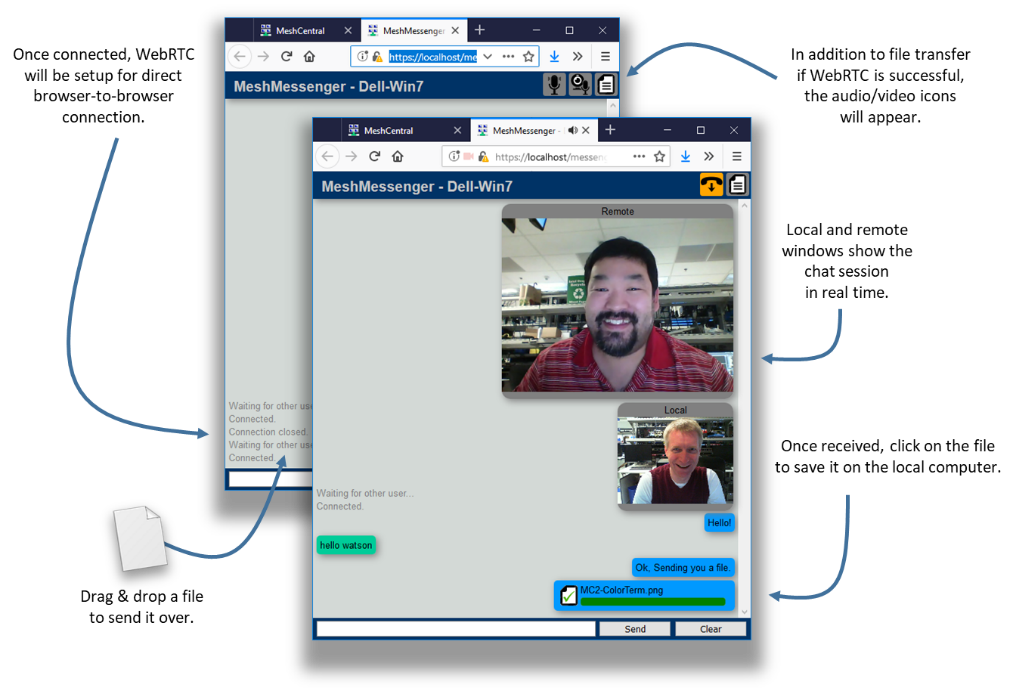 Once connected, WebRTC
will be setup for direct
browser-to-browser
connection.
MeshCentral
MeshMessenger
https://localhost/me
MeshMessenger - Dell-Win7
In addition to file transfer
if WebRTC is successful,
the audio/video icons
will appear.
MeshCentral
MeshMessenger -
https://localhost/messen
MeshMessenger - Dell-Win7
Remote
Local and remote
windows show the
chat session
in real time.
Local
Waiting for other
Connected.
Connection closed.
Waiting for other
Connected.
Once received, click on the file
to save it on the local computer.
Waiting for other user...
Connected.
Hello!
hello watson
Ok, Sending you a file.
MC2-ColorTerm.png
Drag & drop a file
to send it over.
Send
Clear